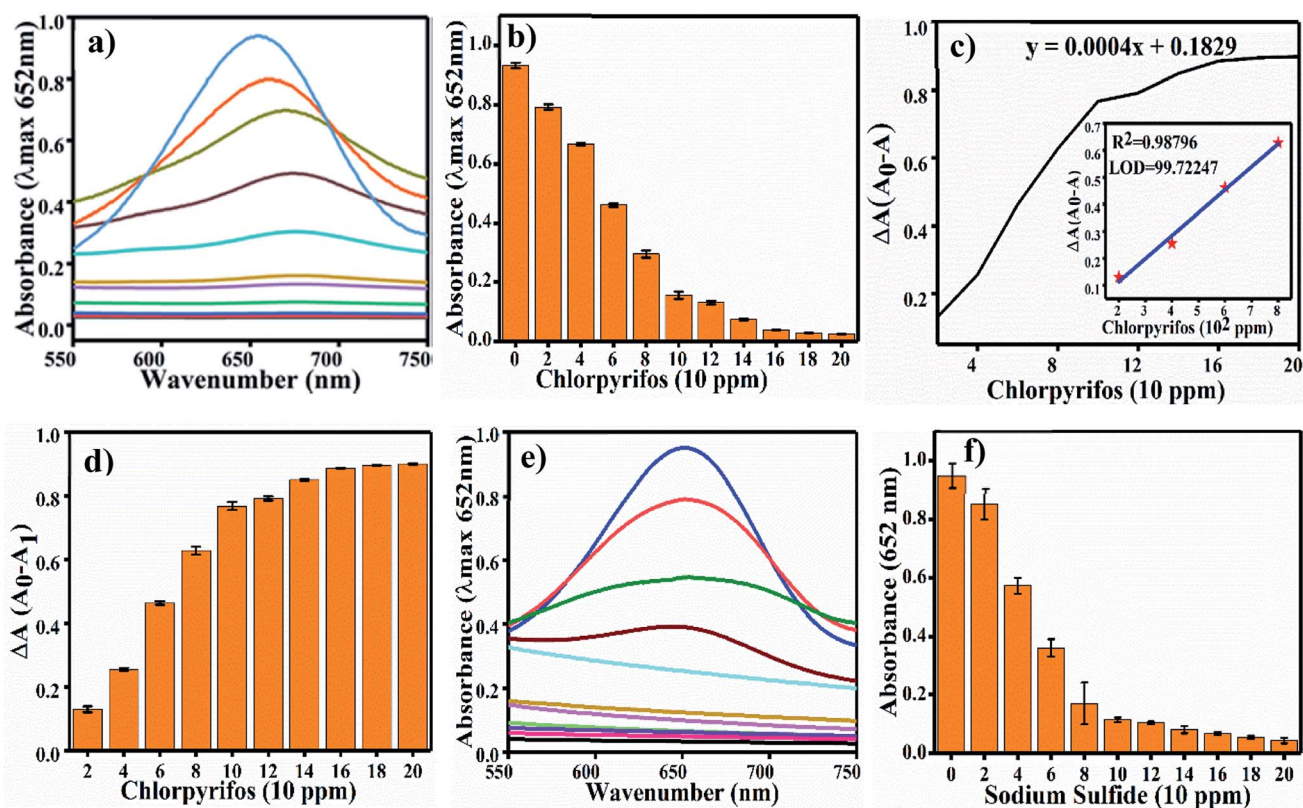 a)
Absorbance (λmax 652nm)
1.0
0.8
0.6
0.4
0.2
0.0
550 600 650 700 750
Wavenumber (nm)
b)
Absorbance (λmax 652nm)
1.0
0.8
0.6
0.4
0.2
0.0
0 2 4 6 8 10 12 14 16 18 20
Chlorpyrifos (10 ppm)
c)
y = 0.0004x + 0.1829
ΔA(A0-A)
1.0
0.8
0.6
0.4
0.2
4 8 12 16 20
Chlorpyrifos (10 ppm)
R2=0.98796
LOD=99.72247
ΔA(A0-A)
0.7
0.6
0.5
0.4
0.3
0.2
0.1
2 3 4 5 6 7 8
Chlorpyrifos (102 ppm)
d)
ΔA (A0-A1)
1.0
0.8
0.6
0.4
0.2
0.0
2 4 6 8 10 12 14 16 18 20
Chlorpyrifos (10 ppm)
e)
Absorbance (λmax 652nm)
1.0
0.8
0.6
0.4
0.2
0.0
550 600 650 700 750
Wavenumber (nm)
f)
Absorbance (652 nm)
1.0
0.8
0.6
0.4
0.2
0.0
0 2 4 6 8 10 12 14 16 18 20
Sodium Sulfide (10 ppm)